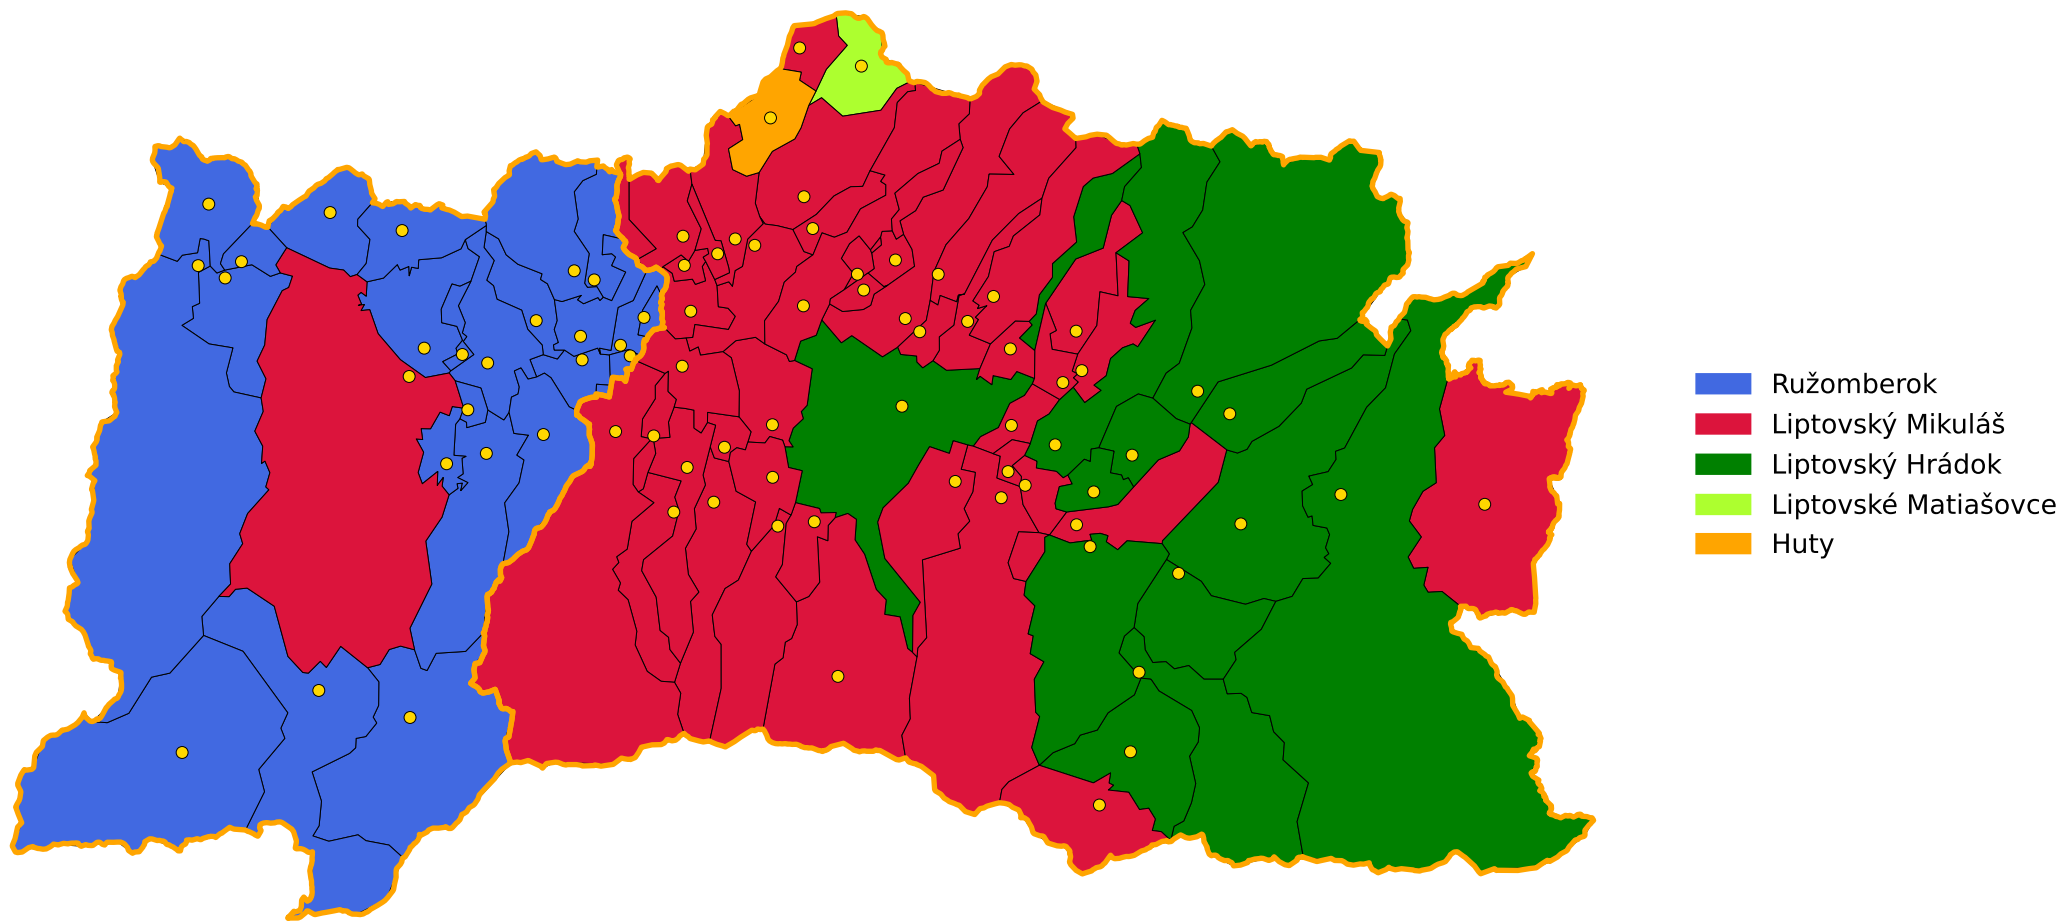 Ružomberok
Liptovský Mikuláš
Liptovský Hrádok
Liptovské Matiašovce
Huty